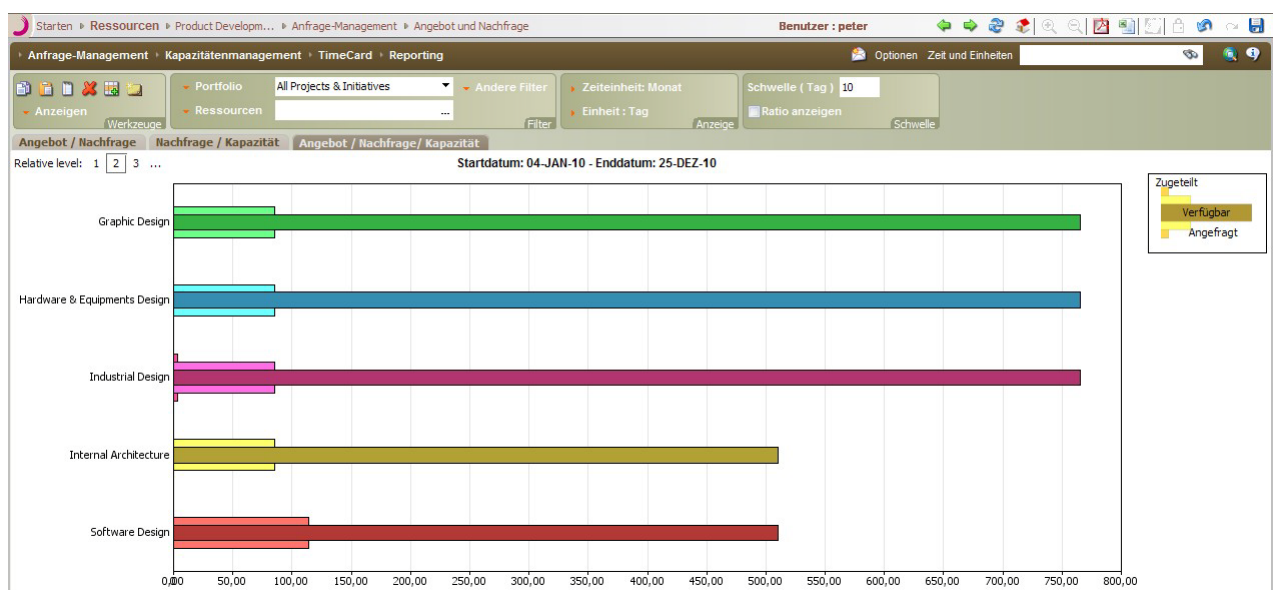 Starten Ressourcen Product Developm... Anfrage-Management Angebot und Nachfrage Benutzer : peter
Anfrage-Management Kapazitätenmanagement TimeCard Reporting Optionen Zeit und Einheiten
Portfolio All Projects & Initiatives Andere Filter Zeiteinheit: Monat Schwelle ( Tag ) 10
Anzeigen Ressourcen ... Einheit : Tag Ratio anzeigen
Werkzeuge Filter Anzeige Schwelle
Angebot / Nachfrage Nachfrage / Kapazität Angebot / Nachfrage/ Kapazität
Relative level: 1 2 3 ... Startdatum: 04-JAN-10 - Enddatum: 25-DEZ-10
Zugeteilt
Verfügbar
Angefragt
Graphic Design
Hardware & Equipments Design
Industrial Design
Internal Architecture
Software Design
0,00 50,00 100,00 150,00 200,00 250,00 300,00 350,00 400,00 450,00 500,00 550,00 600,00 650,00 700,00 750,00 800,00